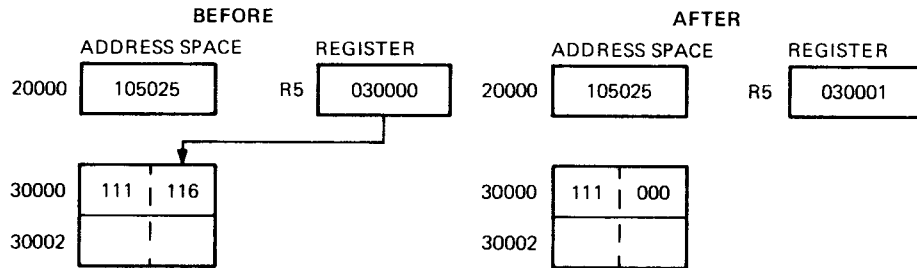 BEFORE
AFTER
ADDRESS SPACE REGISTER
ADDRESS SPACE REGISTER
20000 105025 R5 030000
20000 105025 R5 030001
30000 111 116
30000 111 000
30002
30002